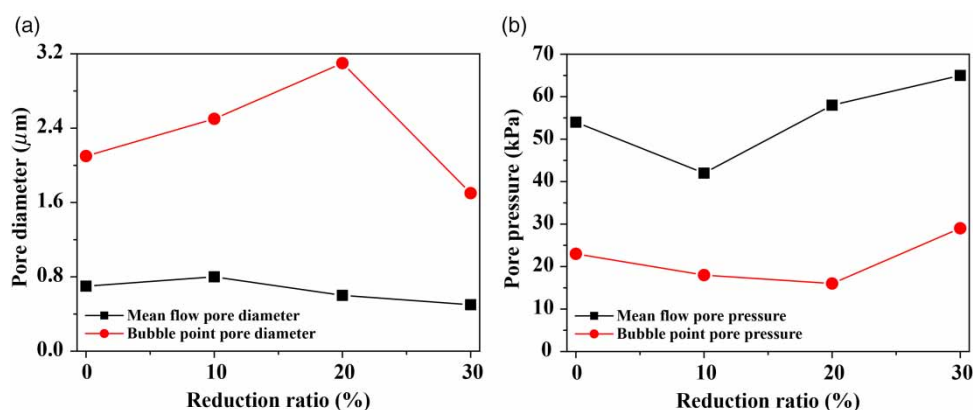 (a)
Pore diameter (μm)
3.2
2.4
1.6
0.8
0.0
Mean flow pore diameter
Bubble point pore diameter
0 10 20 30
Reduction ratio (%)
(b)
Pore pressure (kPa)
70
60
50
40
30
20
10
0
Mean flow pore pressure
Bubble point pore pressure
0 10 20 30
Reduction ratio (%)